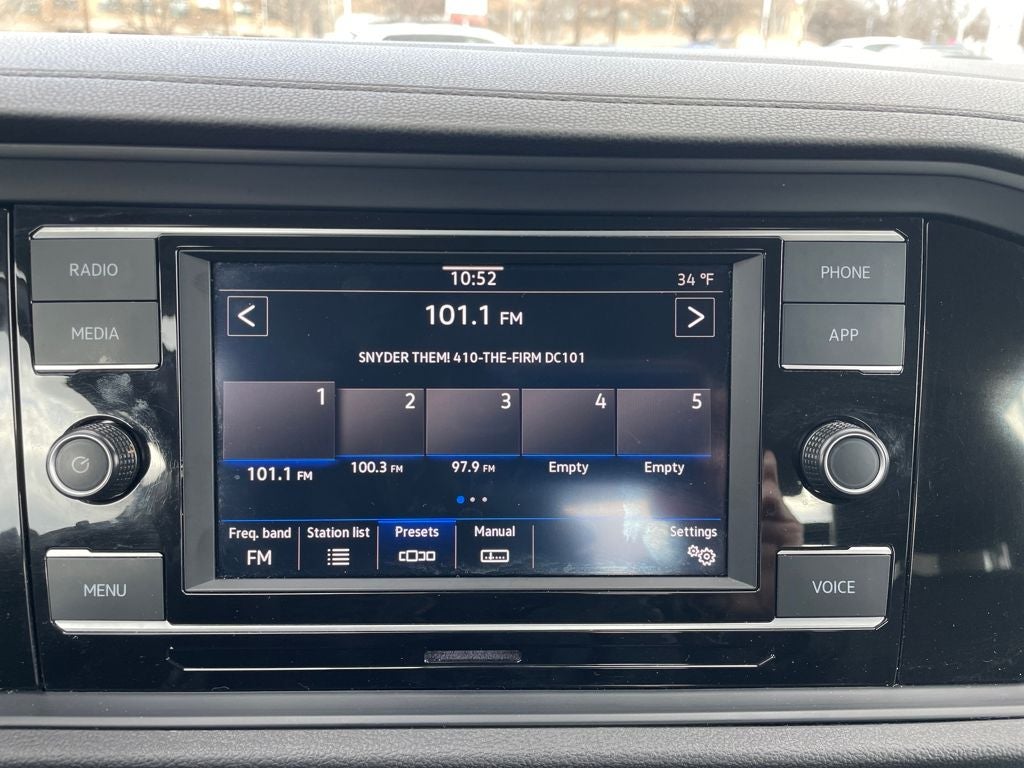 RADIO
MEDIA
MENU
10:52
34 °F
<
101.1 FM
>
SNYDER THEM! 410-THE-FIRM DC101
1
2
3
4
5
101.1 FM
100.3 FM
97.9 FM
Empty
Empty
Freq. band
FM
Station list
Presets
Manual
Settings
PHONE
APP
VOICE